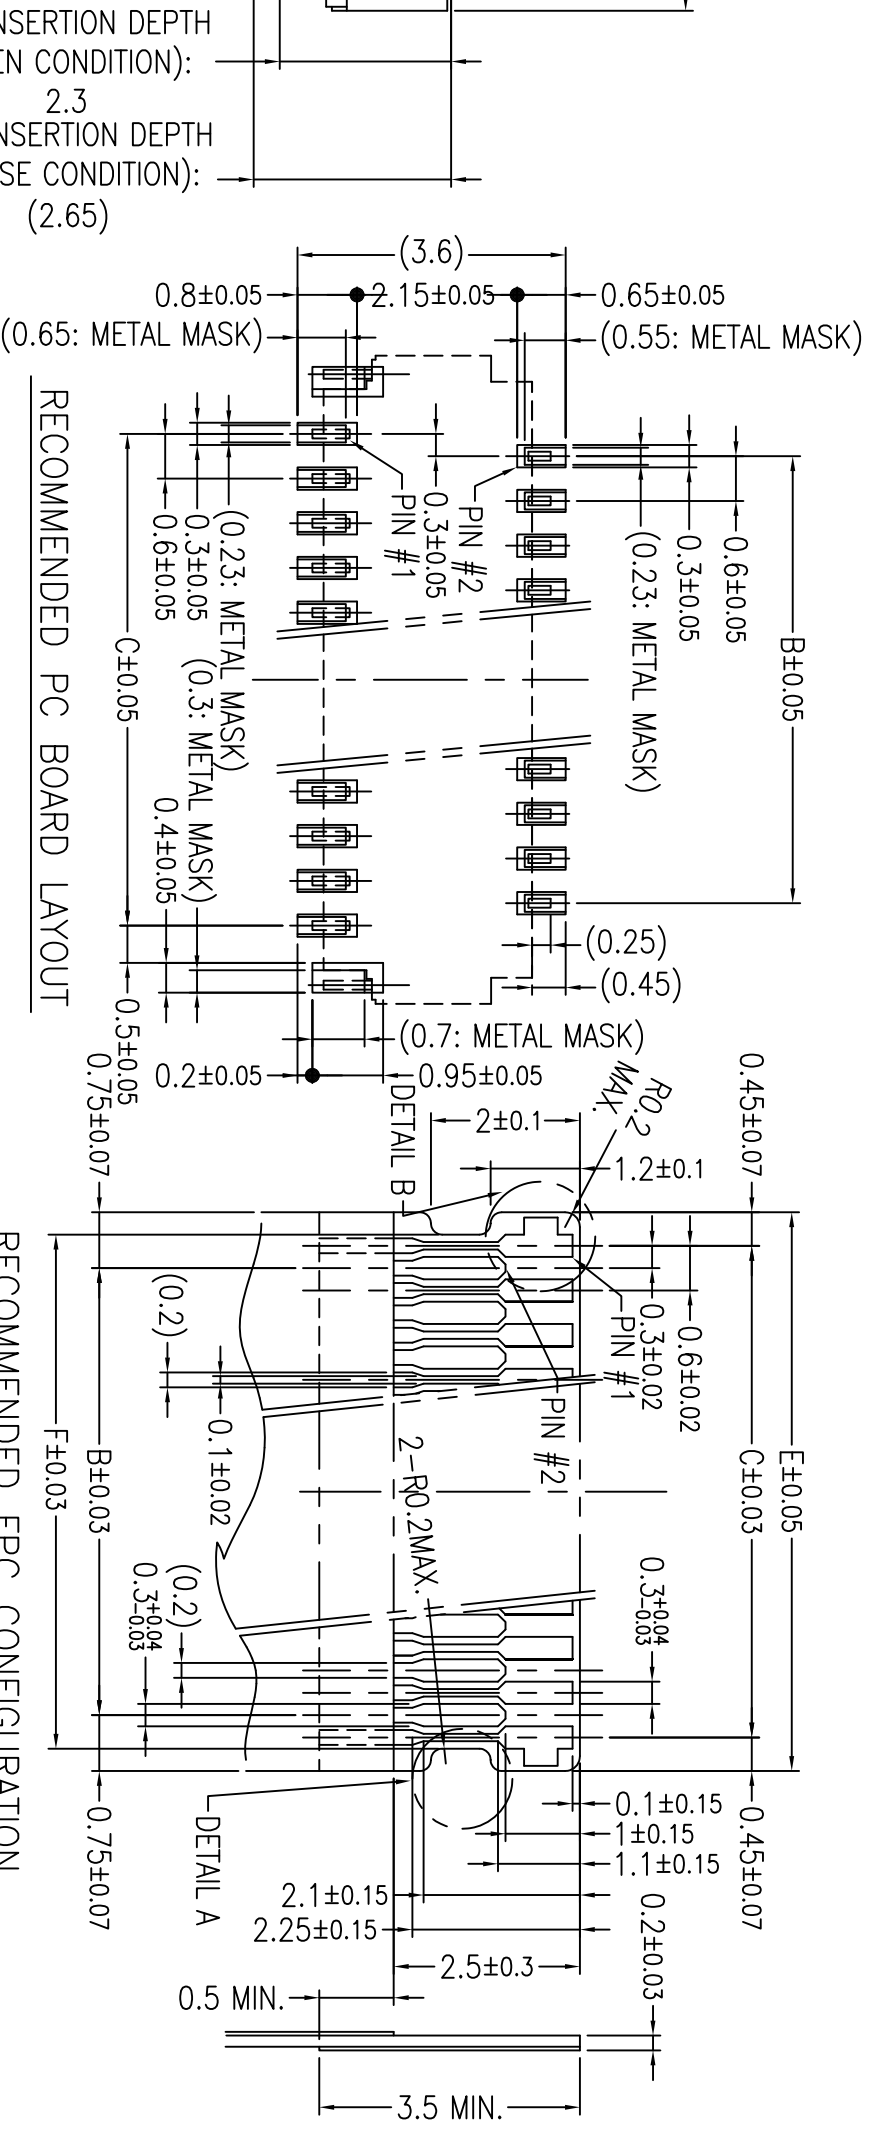 NSERTION DEPTH
EN CONDITION):
2.3
NSERTION DEPTH
SE CONDITION):
(2.65)
(3.6)
0.8±0.05
2.15±0.05
0.65±0.05
(0.65: METAL MASK)
(0.55: METAL MASK)
RECOMMENDED PC BOARD LAYOUT
C±0.05
0.6±0.05
0.3±0.05
(0.23: METAL MASK)
PIN #1
0.3±0.05
PIN #2
(0.23: METAL MASK)
0.3±0.05
0.6±0.05
B±0.05
(0.3: METAL MASK)
0.4±0.05
0.5±0.05
(0.25)
(0.45)
(0.7: METAL MASK)
0.2±0.05
0.95±0.05
DETAIL B
2±0.1
1.2±0.1
R0.2
MAX.
0.75±0.07
0.45±0.07
PIN #1
PIN #2
0.3±0.02
0.6±0.02
C±0.03
E±0.05
(0.2)
0.1±0.02
F±0.03
B±0.03
2-R0.2MAX.
0.3+0.04-0.03
(0.2)
0.3+0.04-0.03
0.75±0.07
DETAIL A
0.1±0.15
1±0.15
1.1±0.15
0.45±0.07
2.1±0.15
2.25±0.15
2.5±0.3
0.2±0.03
0.5 MIN.
3.5 MIN.
RECOMMENDED FPC CONFIGURATION